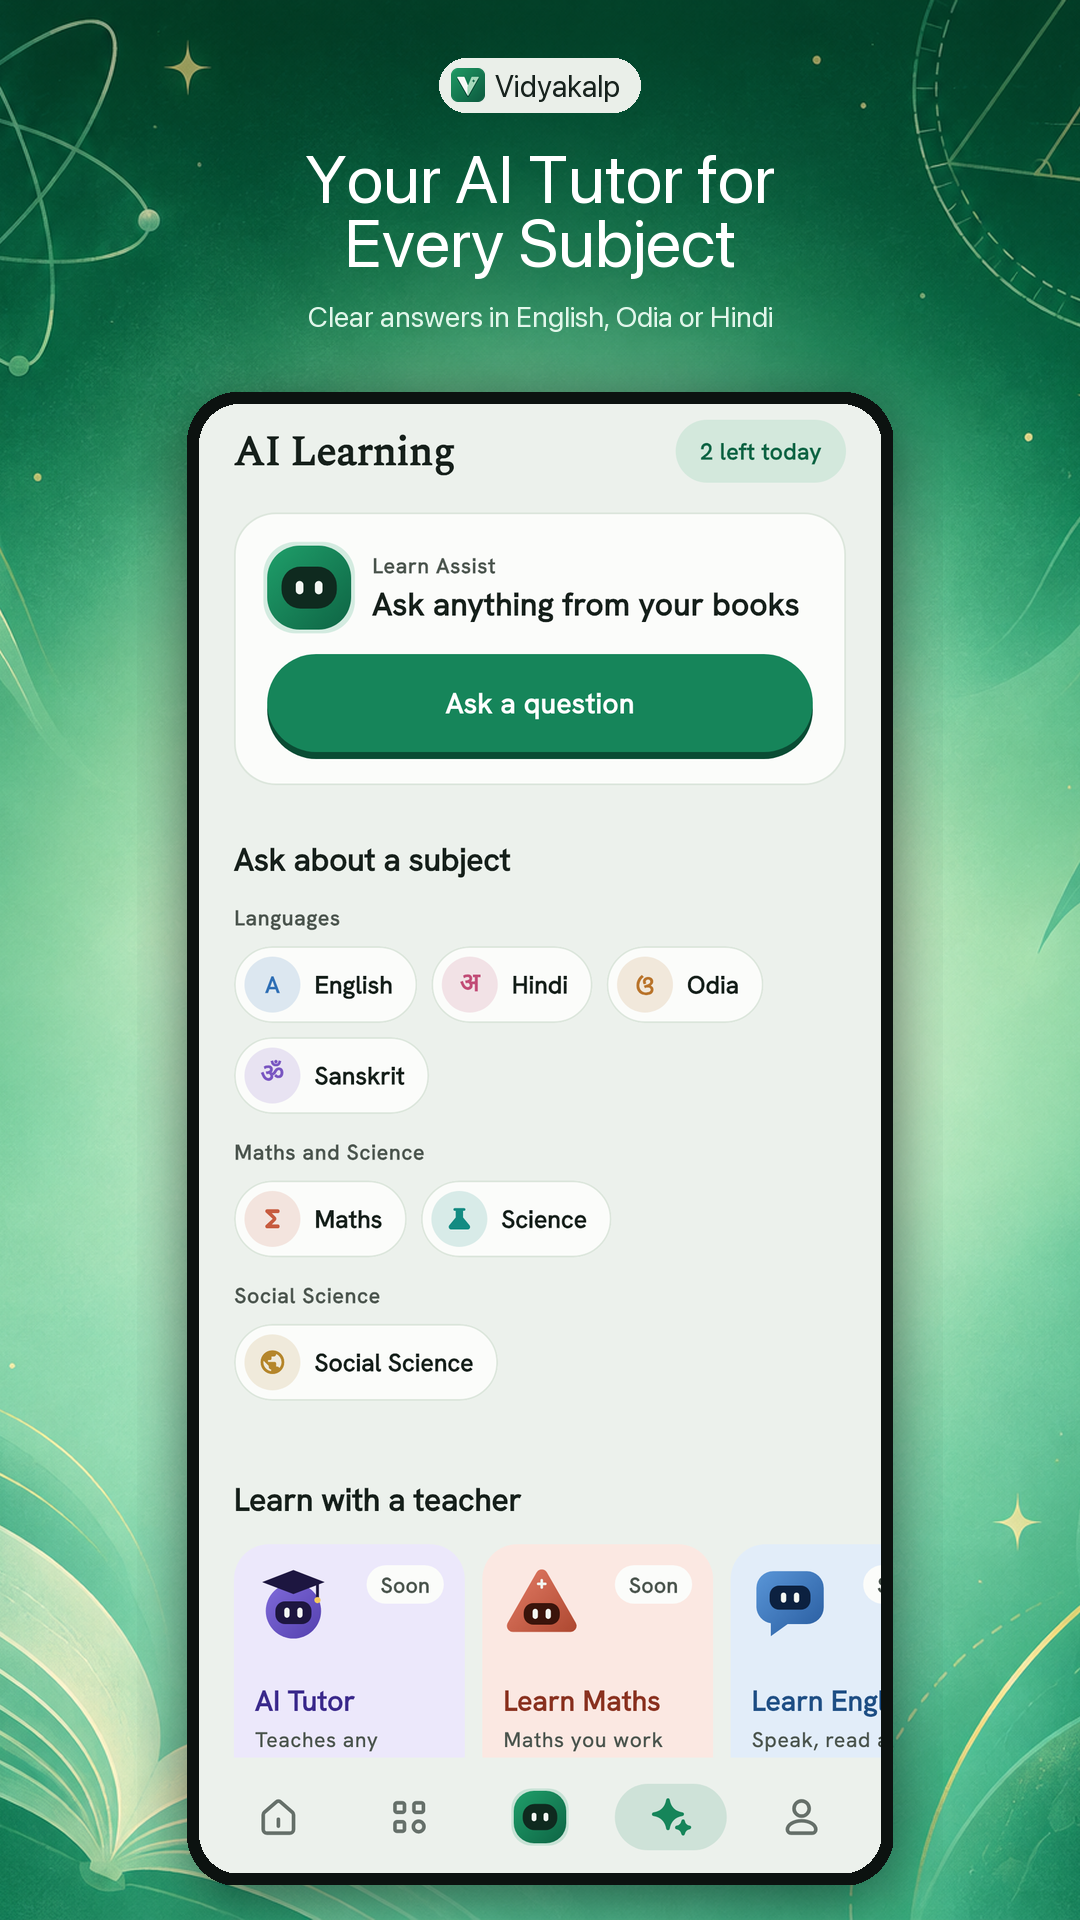 Vidyakalp
Your AI Tutor for
Every Subject
Clear answers in English, Odia or Hindi
AI Learning
2 left today
Learn Assist
Ask anything from your books
Ask a question
Ask about a subject
Languages
A English
अ Hindi
ଓ Odia
ॐ Sanskrit
Maths and Science
Σ Maths
Science
Social Science
Social Science
Learn with a teacher
Soon
Soon
AI Tutor
Learn Maths
Learn
Teaches any
Maths you work
Speak, read